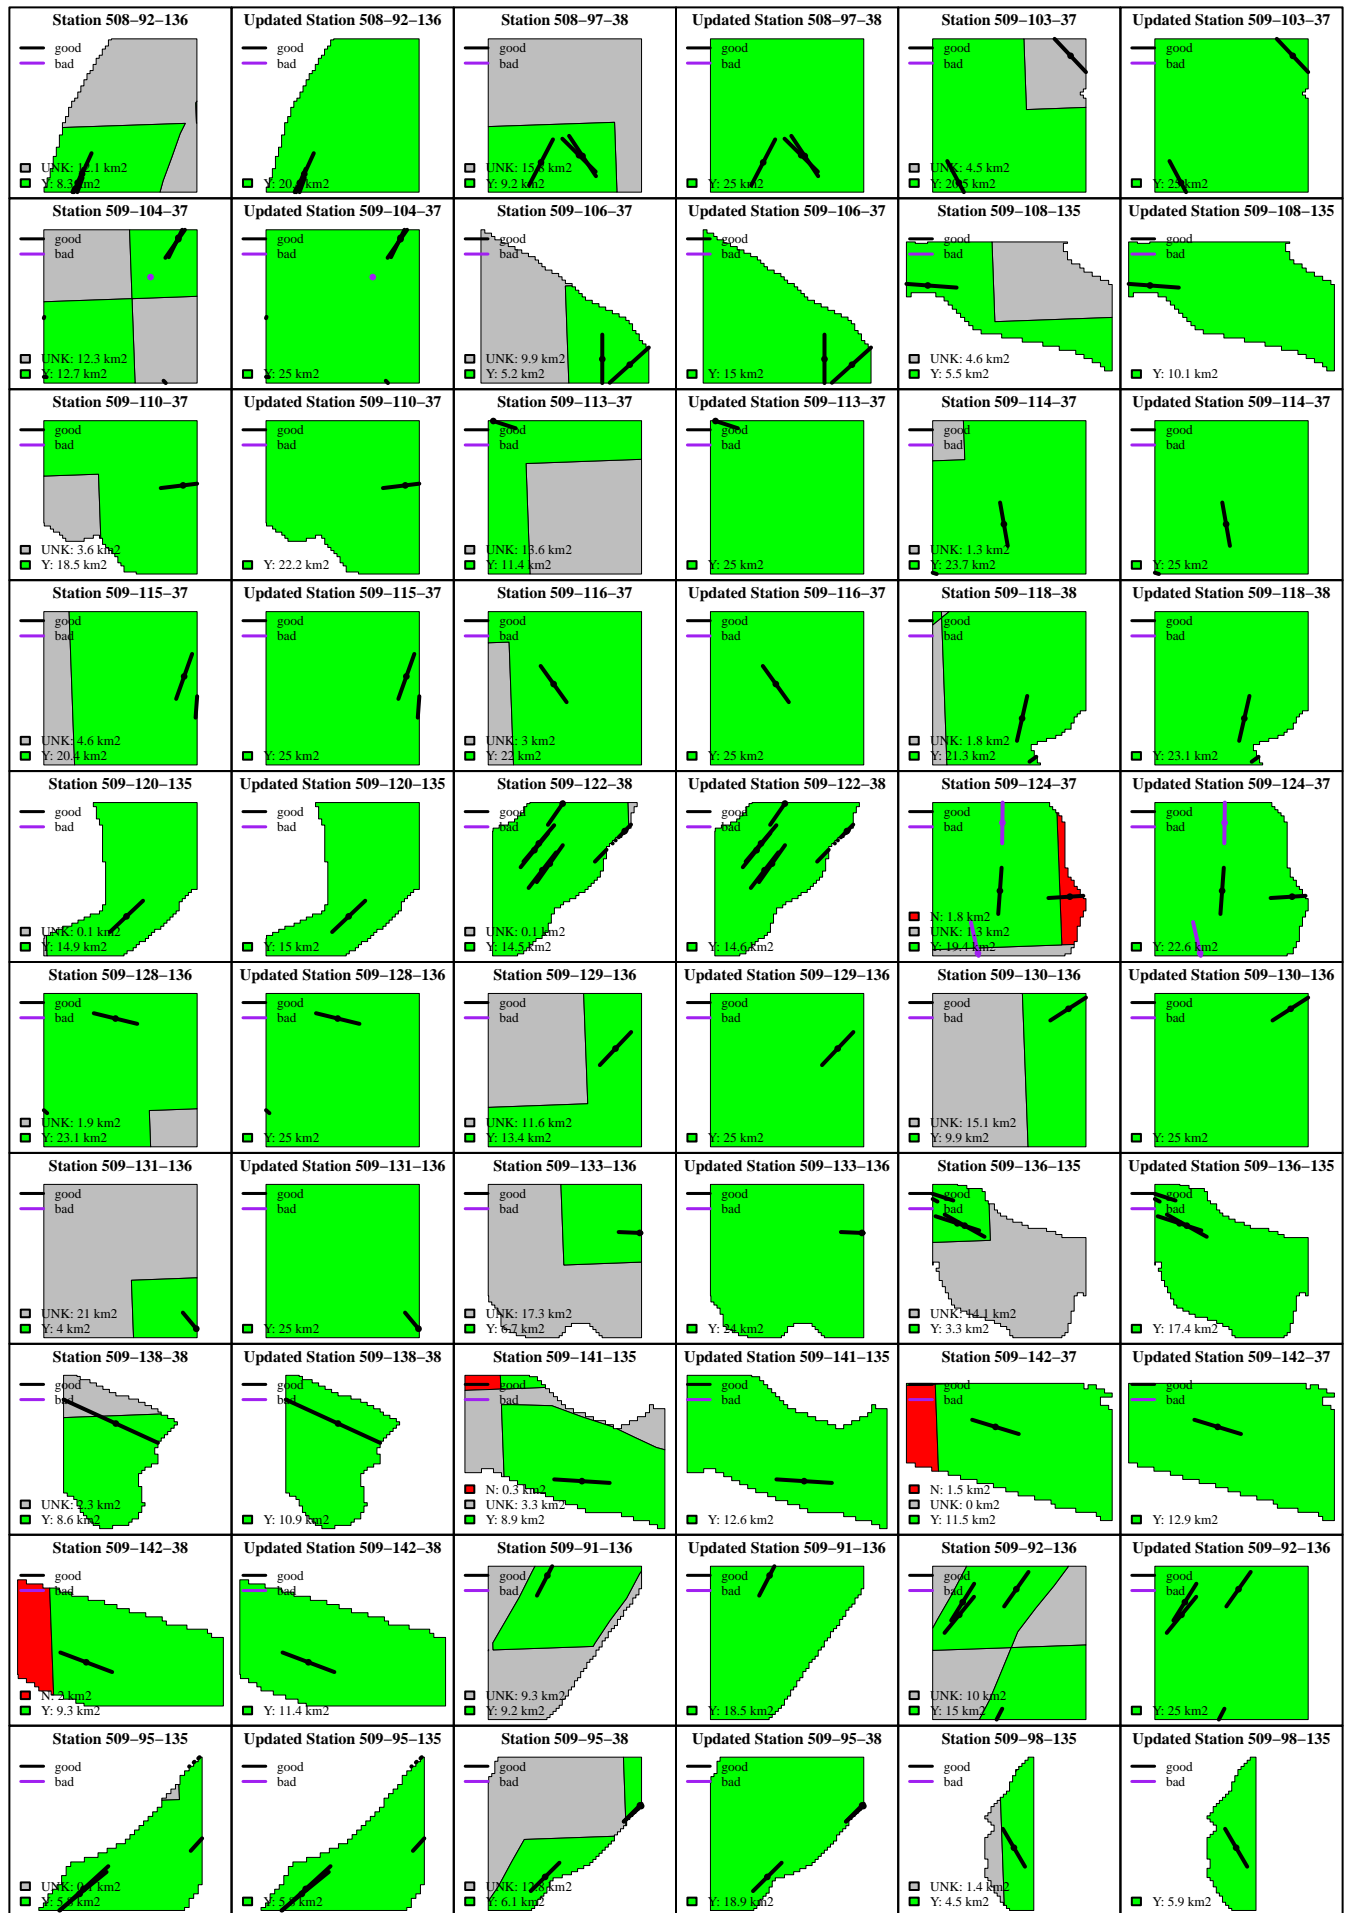 Station 508−92−136
good
bad
UNK: 12.1 km2
Y: 8.3 km2
Updated Station 508−92−136
good
bad
Y: 20. km2
Station 508−97−38
good
bad
UNK: 15.8 km2
Y: 9.2 km2
Updated Station 508−97−38
good
bad
Y: 25 km2
Station 509−103−37
good
bad
UNK: 4.5 km2
Y: 20.5 km2
Updated Station 509−103−37
good
bad
Y: 25 km2
Station 509−104−37
good
bad
UNK: 12.3 km2
Y: 12.7 km2
Updated Station 509−104−37
good
bad
Y: 25 km2
Station 509−106−37
good
bad
UNK: 9.9 km2
Y: 5.2 km2
Updated Station 509−106−37
good
bad
Y: 15 km2
Station 509−108−135
good
bad
UNK: 4.6 km2
Y: 5.5 km2
Updated Station 509−108−135
good
bad
Y: 10.1 km2
Station 509−110−37
good
bad
UNK: 3.6 km2
Y: 18.5 km2
Updated Station 509−110−37
good
bad
Y: 22.2 km2
Station 509−113−37
good
bad
UNK: 13.6 km2
Y: 11.4 km2
Updated Station 509−113−37
good
bad
Y: 25 km2
Station 509−114−37
good
bad
UNK: 1.3 km2
Y: 23.7 km2
Updated Station 509−114−37
good
bad
Y: 25 km2
Station 509−115−37
good
bad
UNK: 4.6 km2
Y: 20.4 km2
Updated Station 509−115−37
good
bad
Y: 25 km2
Station 509−116−37
good
bad
UNK: 3 km2
Y: 22 km2
Updated Station 509−116−37
good
bad
Y: 25 km2
Station 509−118−38
good
bad
UNK: 1.8 km2
Y: 21.3 km2
Updated Station 509−118−38
good
bad
Y: 23.1 km2
Station 509−120−135
good
bad
UNK: 0.1 km2
Y: 14.9 km2
Updated Station 509−120−135
good
bad
Y: 15 km2
Station 509−122−38
good
bad
UNK: 0.1 km2
Y: 14.5 km2
Updated Station 509−122−38
good
bad
Y: 14.6 km2
Station 509−124−37
good
bad
N: 1.8 km2
UNK: 1.3 km2
Y: 19.4 km2
Updated Station 509−124−37
good
bad
Y: 22.6 km2
Station 509−128−136
good
bad
UNK: 1.9 km2
Y: 23.1 km2
Updated Station 509−128−136
good
bad
Y: 25 km2
Station 509−129−136
good
bad
UNK: 11.6 km2
Y: 13.4 km2
Updated Station 509−129−136
good
bad
Y: 25 km2
Station 509−130−136
good
bad
UNK: 15.1 km2
Y: 9.9 km2
Updated Station 509−130−136
good
bad
Y: 25 km2
Station 509−131−136
good
bad
UNK: 21 km2
Y: 4 km2
Updated Station 509−131−136
good
bad
Y: 25 km2
Station 509−133−136
good
bad
UNK: 17.3 km2
Y: 6.7 km2
Updated Station 509−133−136
good
bad
Y: 24 km2
Station 509−136−135
good
bad
UNK: 14.1 km2
Y: 3.3 km2
Updated Station 509−136−135
good
bad
Y: 17.4 km2
Station 509−138−38
good
bad
UNK: 2.3 km2
Y: 8.6 km2
Updated Station 509−138−38
good
bad
Y: 10.9 km2
Station 509−141−135
good
bad
N: 0.3 km2
UNK: 3.3 km2
Y: 8.9 km2
Updated Station 509−141−135
good
bad
Y: 12.6 km2
Station 509−142−37
good
bad
N: 1.5 km2
UNK: 0 km2
Y: 11.5 km2
Updated Station 509−142−37
good
bad
Y: 12.9 km2
Station 509−142−38
good
bad
N: 2 km2
Y: 9.3 km2
Updated Station 509−142−38
good
bad
Y: 11.4 km2
Station 509−91−136
good
bad
UNK: 9.3 km2
Y: 9.2 km2
Updated Station 509−91−136
good
bad
Y: 18.5 km2
Station 509−92−136
good
bad
UNK: 10 km2
Y: 15 km2
Updated Station 509−92−136
good
bad
Y: 25 km2
Station 509−95−135
good
bad
UNK: 0.1 km2
Y: 5.8 km2
Updated Station 509−95−135
good
bad
Y: 5.8 km2
Station 509−95−38
good
bad
UNK: 12.8 km2
Y: 6.1 km2
Updated Station 509−95−38
good
bad
Y: 18.9 km2
Station 509−98−135
good
bad
UNK: 1.4 km2
Y: 4.5 km2
Updated Station 509−98−135
good
bad
Y: 5.9 km2